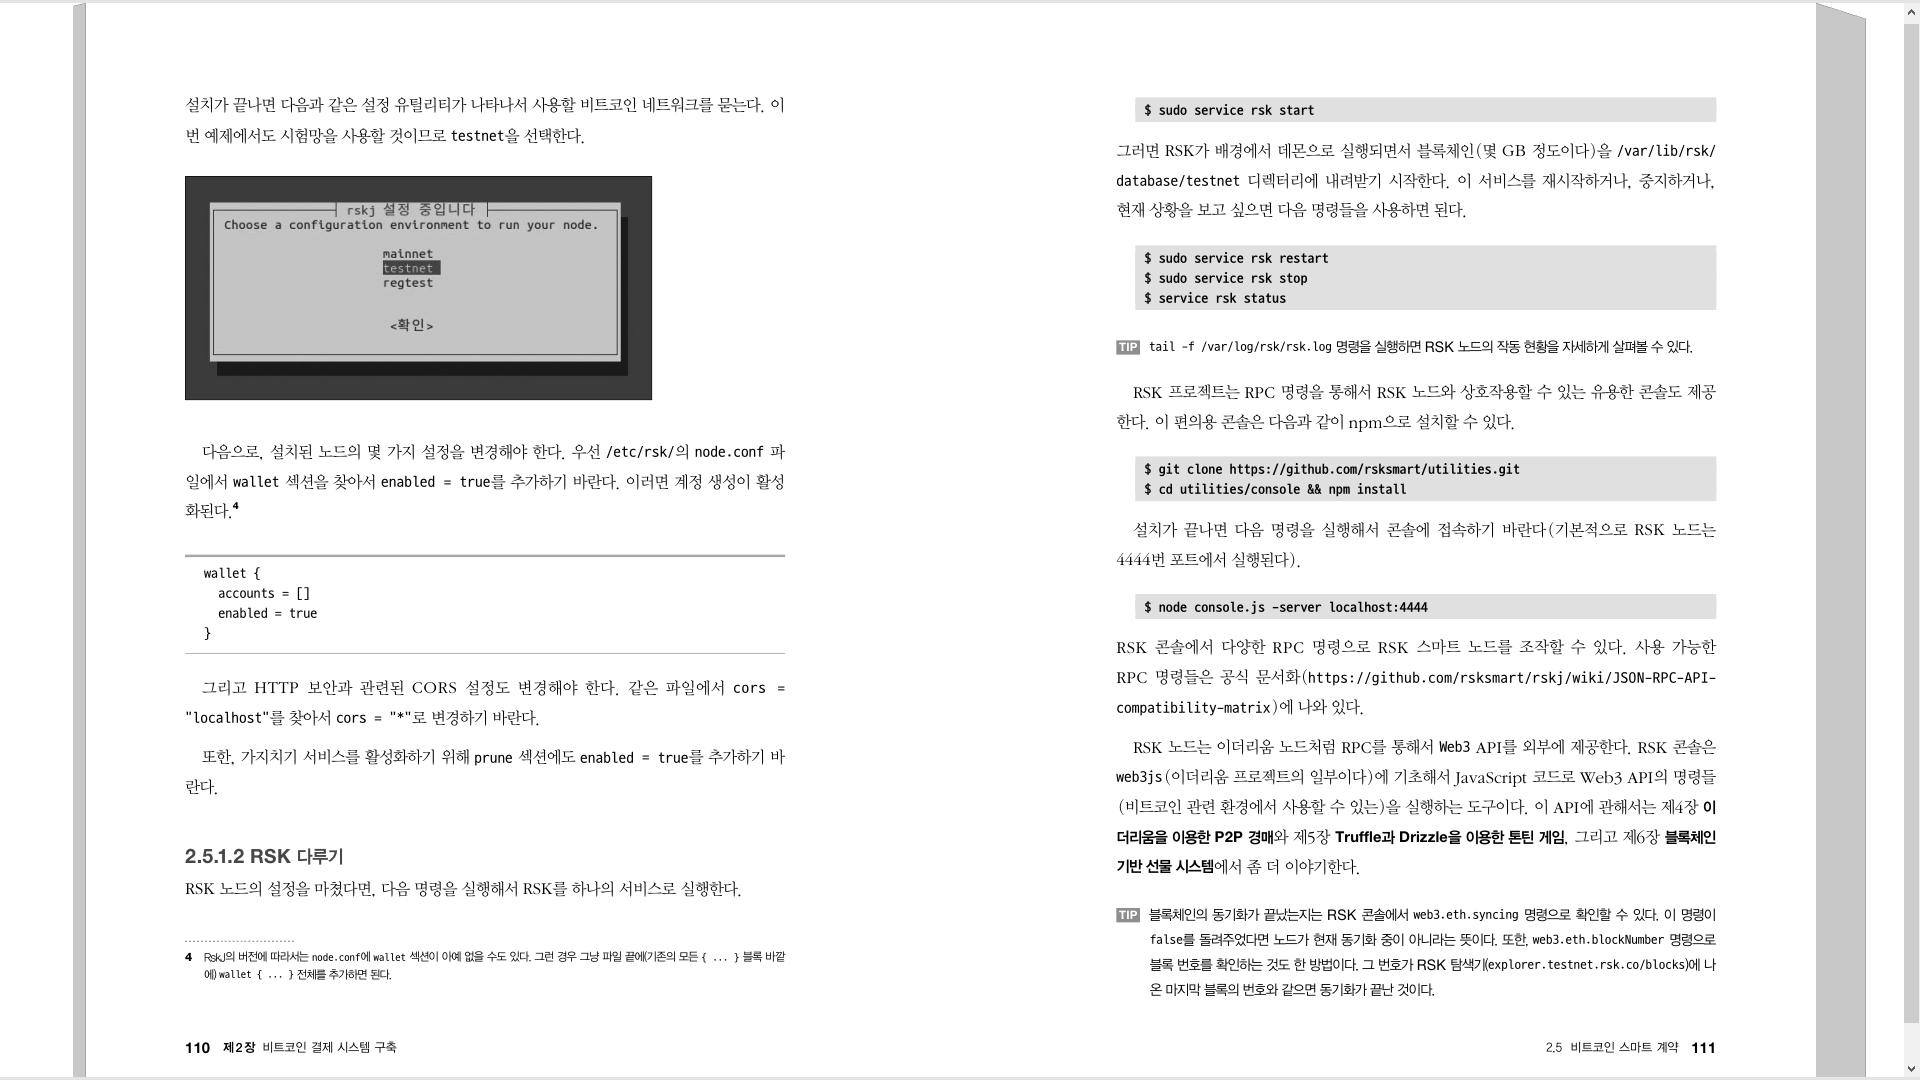 설치가 끝나면 다음과 같은 설정 유틸리티가 나타나서 사용할 비트코인 네트워크를 묻는다. 이
번 예제에서도 시험망을 사용할 것이므로 testnet을 선택한다.
rskj 설정 중입니다
Choose a configuration environment to run your node.
mainnet
testnet
regtest
<확인>
다음으로, 설치된 노드의 몇 가지 설정을 변경해야 한다. 우선 /etc/rsk/의 node.conf 파
일에서 wallet 섹션을 찾아서 enabled = true를 추가하기 바란다. 이러면 계정 생성이 활성
화된다.4
wallet {
accounts = []
enabled = true
}
그리고 HTTP 보안과 관련된 CORS 설정도 변경해야 한다. 같은 파일에서 cors =
"localhost"를 찾아서 cors = "*"로 변경하기 바란다.
또한, 가지치기 서비스를 활성화하기 위해 prune 섹션에도 enabled = true를 추가하기 바
란다.
2.5.1.2 RSK 다루기
RSK 노드의 설정을 마쳤다면, 다음 명령을 실행해서 RSK를 하나의 서비스로 실행한다.
4 RskJ의 버전에 따라서는 node.conf에 wallet 섹션이 아예 없을 수도 있다. 그런 경우 그냥 파일 끝에(기존의 모든 { ... } 블록 바깥
에) wallet { ... } 전체를 추가하면 된다.
110 제2장 비트코인 결제 시스템 구축
$ sudo service rsk start
그러면 RSK가 배경에서 데몬으로 실행되면서 블록체인(몇 GB 정도이다)을 /var/lib/rsk/
database/testnet 디렉터리에 내려받기 시작한다. 이 서비스를 재시작하거나, 중지하거나,
현재 상황을 보고 싶으면 다음 명령들을 사용하면 된다.
$ sudo service rsk restart
$ sudo service rsk stop
$ service rsk status
TIP tail -f /var/log/rsk/rsk.log 명령을 실행하면 RSK 노드의 작동 현황을 자세하게 살펴볼 수 있다.
RSK 프로젝트는 RPC 명령을 통해서 RSK 노드와 상호작용할 수 있는 유용한 콘솔도 제공
한다. 이 편의용 콘솔은 다음과 같이 npm으로 설치할 수 있다.
$ git clone https://github.com/rsksmart/utilities.git
$ cd utilities/console && npm install
설치가 끝나면 다음 명령을 실행해서 콘솔에 접속하기 바란다(기본적으로 RSK 노드는
4444번 포트에서 실행된다).
$ node console.js -server localhost:4444
RSK 콘솔에서 다양한 RPC 명령으로 RSK 스마트 노드를 조작할 수 있다. 사용 가능한
RPC 명령들은 공식 문서화(https://github.com/rsksmart/rskj/wiki/JSON-RPC-API-
compatibility-matrix)에 나와 있다.
RSK 노드는 이더리움 노드처럼 RPC를 통해서 Web3 API를 외부에 제공한다. RSK 콘솔은
web3js(이더리움 프로젝트의 일부이다)에 기초해서 JavaScript 코드로 Web3 API의 명령들
(비트코인 관련 환경에서 사용할 수 있는)을 실행하는 도구이다. 이 API에 관해서는 제4장 이
더리움을 이용한 P2P 경매와 제5장 Truffle과 Drizzle을 이용한 톤틴 게임, 그리고 제6장 블록체인
기반 선물 시스템에서 좀 더 이야기한다.
TIP 블록체인의 동기화가 끝났는지는 RSK 콘솔에서 web3.eth.syncing 명령으로 확인할 수 있다. 이 명령이
false를 돌려주었다면 노드가 현재 동기화 중이 아니라는 뜻이다. 또한, web3.eth.blockNumber 명령으로
블록 번호를 확인하는 것도 한 방법이다. 그 번호가 RSK 탐색기(explorer.testnet.rsk.co/blocks)에 나
온 마지막 블록의 번호와 같으면 동기화가 끝난 것이다.
2.5 비트코인 스마트 계약 111